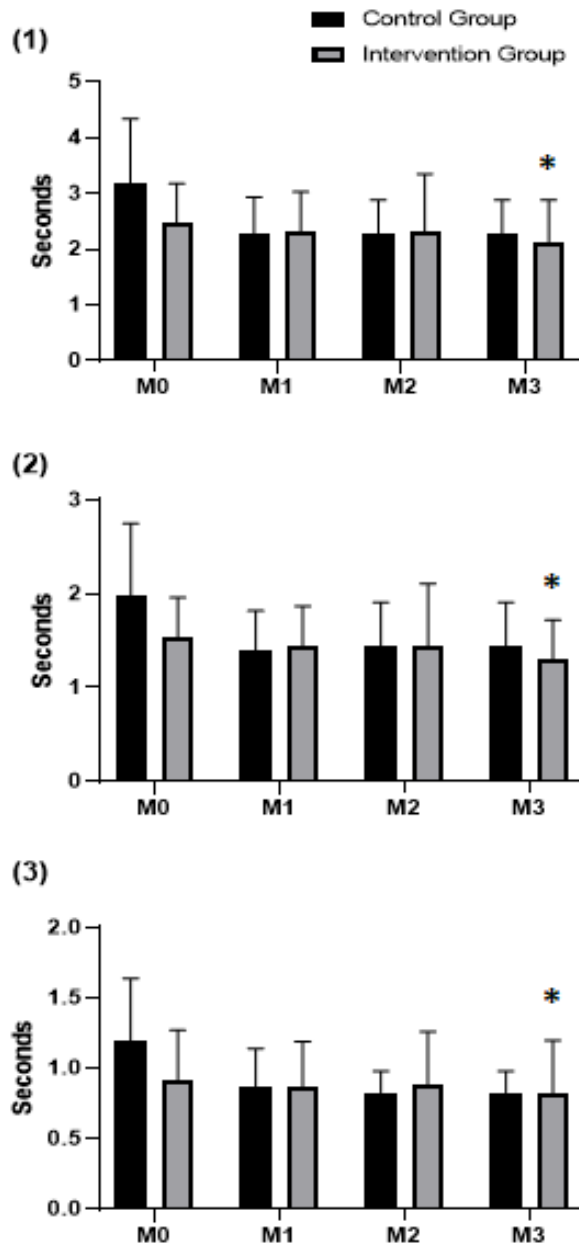 Control Group
(1)
Intervention Group
5
4
*
3
Seconds
2
1
0
M0 M1 M2 M3
(2)
3
*
2
Seconds
1
0
M0 M1 M2 M3
(3)
2.0
1.5
*
Seconds
1.0
0.5
0.0
M0 M1 M2 M3